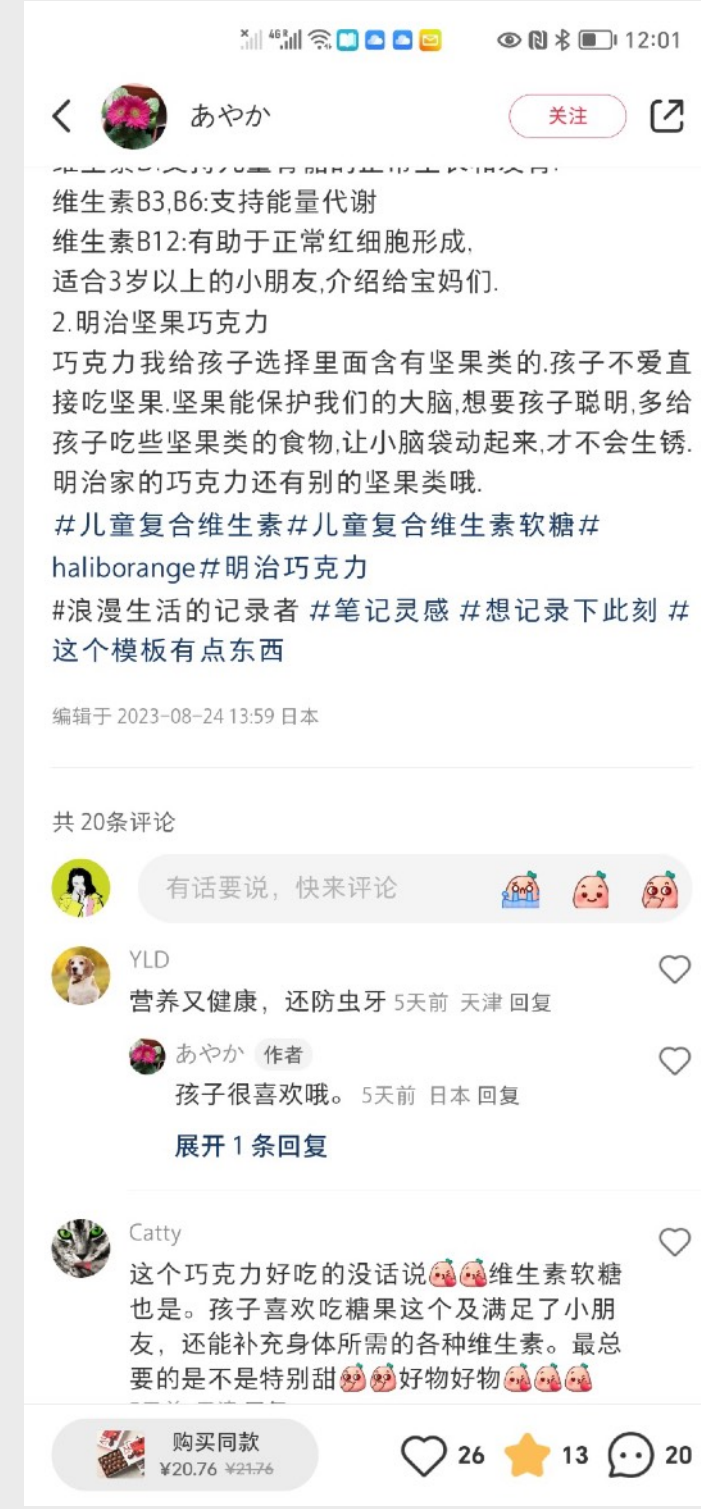 4G R
12:01
あやか
关注
维生素B3,B6:支持能量代谢
维生素B12:有助于正常红细胞形成,
适合3岁以上的小朋友,介绍给宝妈们.
2.明治坚果巧克力
巧克力我给孩子选择里面含有坚果类的.孩子不爱直
接吃坚果.坚果能保护我们的大脑,想要孩子聪明,多给
孩子吃些坚果类的食物,让小脑袋动起来,才不会生锈.
明治家的巧克力还有别的坚果类哦.
#儿童复合维生素#儿童复合维生素软糖#
haliborange#明治巧克力
#浪漫生活的记录者 #笔记灵感 #想记录下此刻 #
这个模板有点东西
编辑于 2023-08-24 13:59 日本
共 20条评论
有话要说，快来评论
YLD
营养又健康，还防虫牙 5天前 天津 回复
あやか 作者
孩子很喜欢哦。 5天前 日本 回复
展开 1 条回复
Catty
这个巧克力好吃的没话说维生素软糖
也是。孩子喜欢吃糖果这个及满足了小朋
友，还能补充身体所需的各种维生素。最总
要的是不是特别甜好物好物
购买同款
¥20.76 ¥21.76
26
13
20